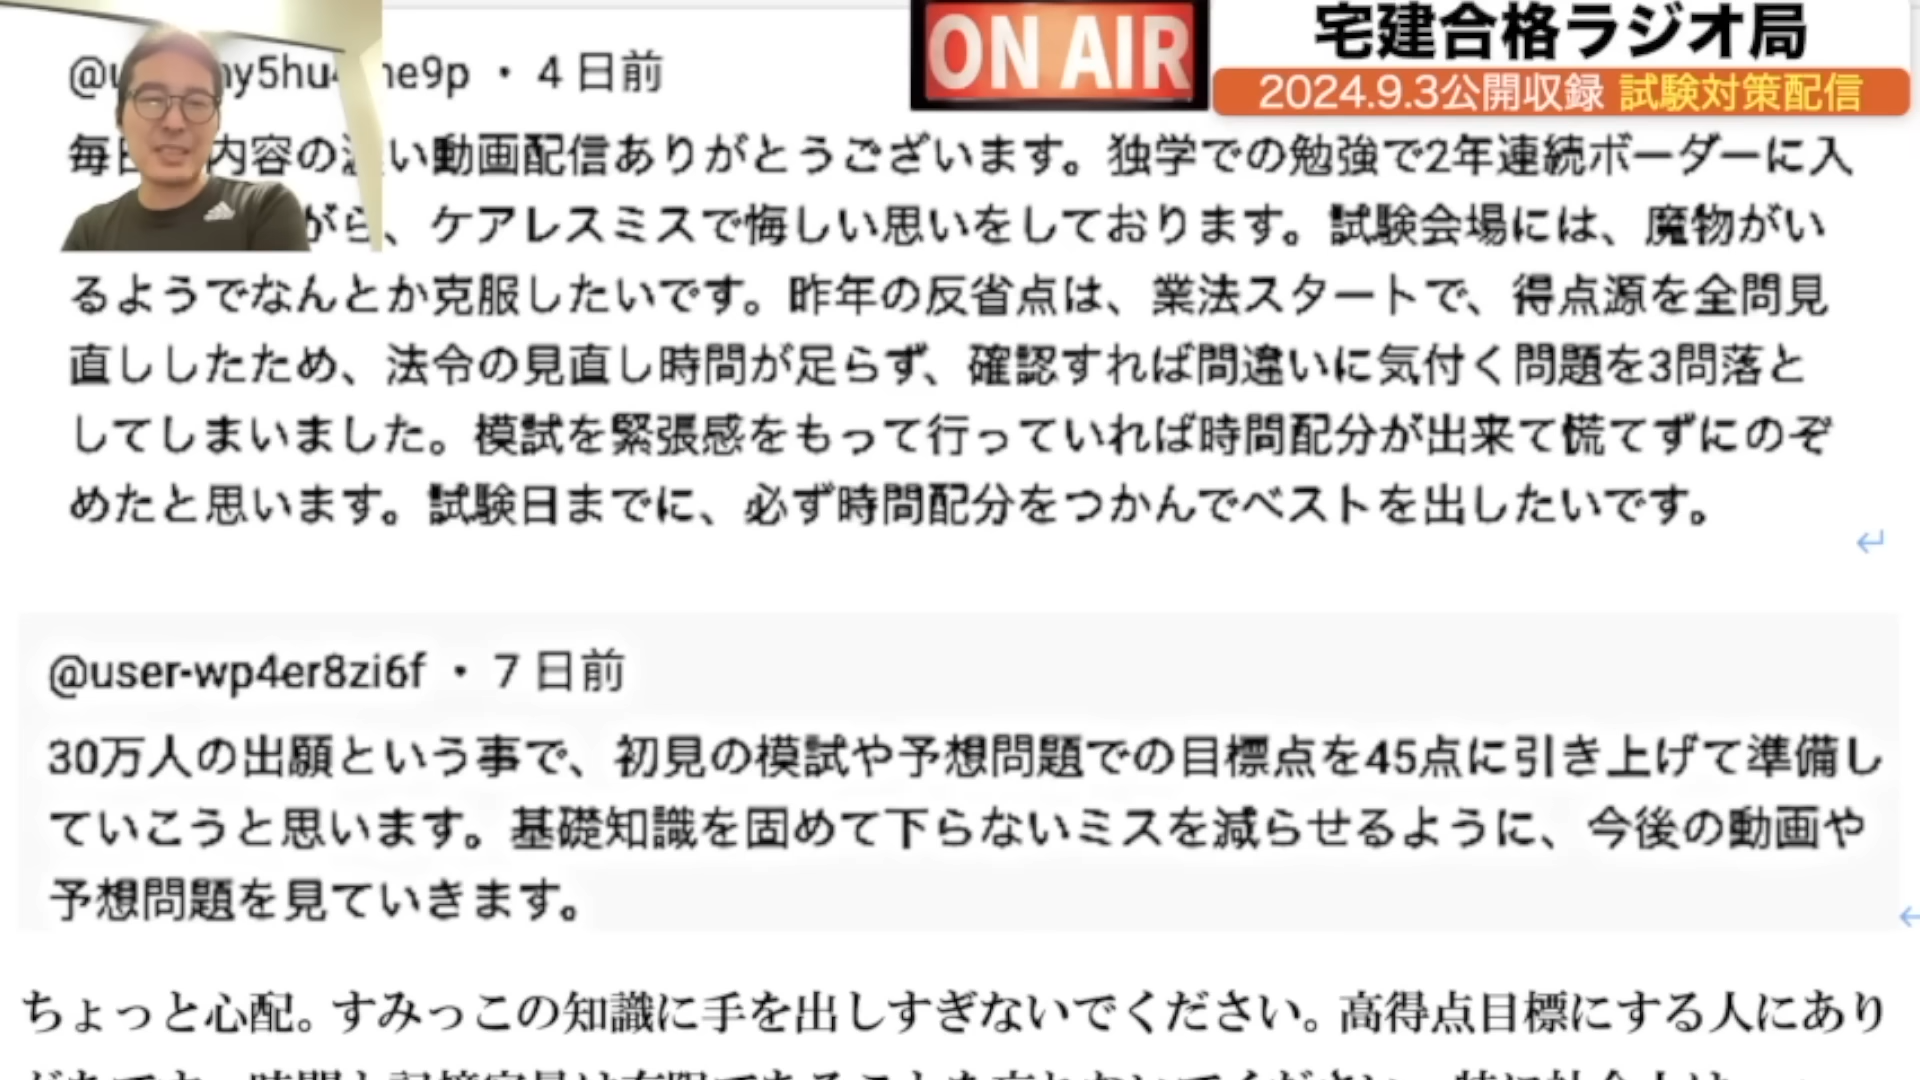 ON AIR
宅建合格ラジオ局
2024.9.3公開収録 試験対策配信
ny5hu ne9p ・ 4 日前
毎日 内容の い動画配信ありがとうございます。独学での勉強で2年連続ボーダーに入
がら、ケアレスミスで悔しい思いをしております。試験会場には、魔物がい
るようでなんとか克服したいです。昨年の反省点は、業法スタートで、得点源を全問見
直ししたため、法令の見直し時間が足らず、確認すれば間違いに気付く問題を3問落と
してしまいました。模試を緊張感をもって行っていれば時間配分が出来て慌てずにのぞ
めたと思います。試験日までに、必ず時間配分をつかんでベストを出したいです。
@user-wp4er8zi6f ・ 7 日前
30万人の出願という事で、初見の模試や予想問題での目標点を45点に引き上げて準備し
ていこうと思います。基礎知識を固めて下らないミスを減らせるように、今後の動画や
予想問題を見ていきます。
ちょっと心配。すみっこの知識に手を出しすぎないでください。高得点目標にする人にあり